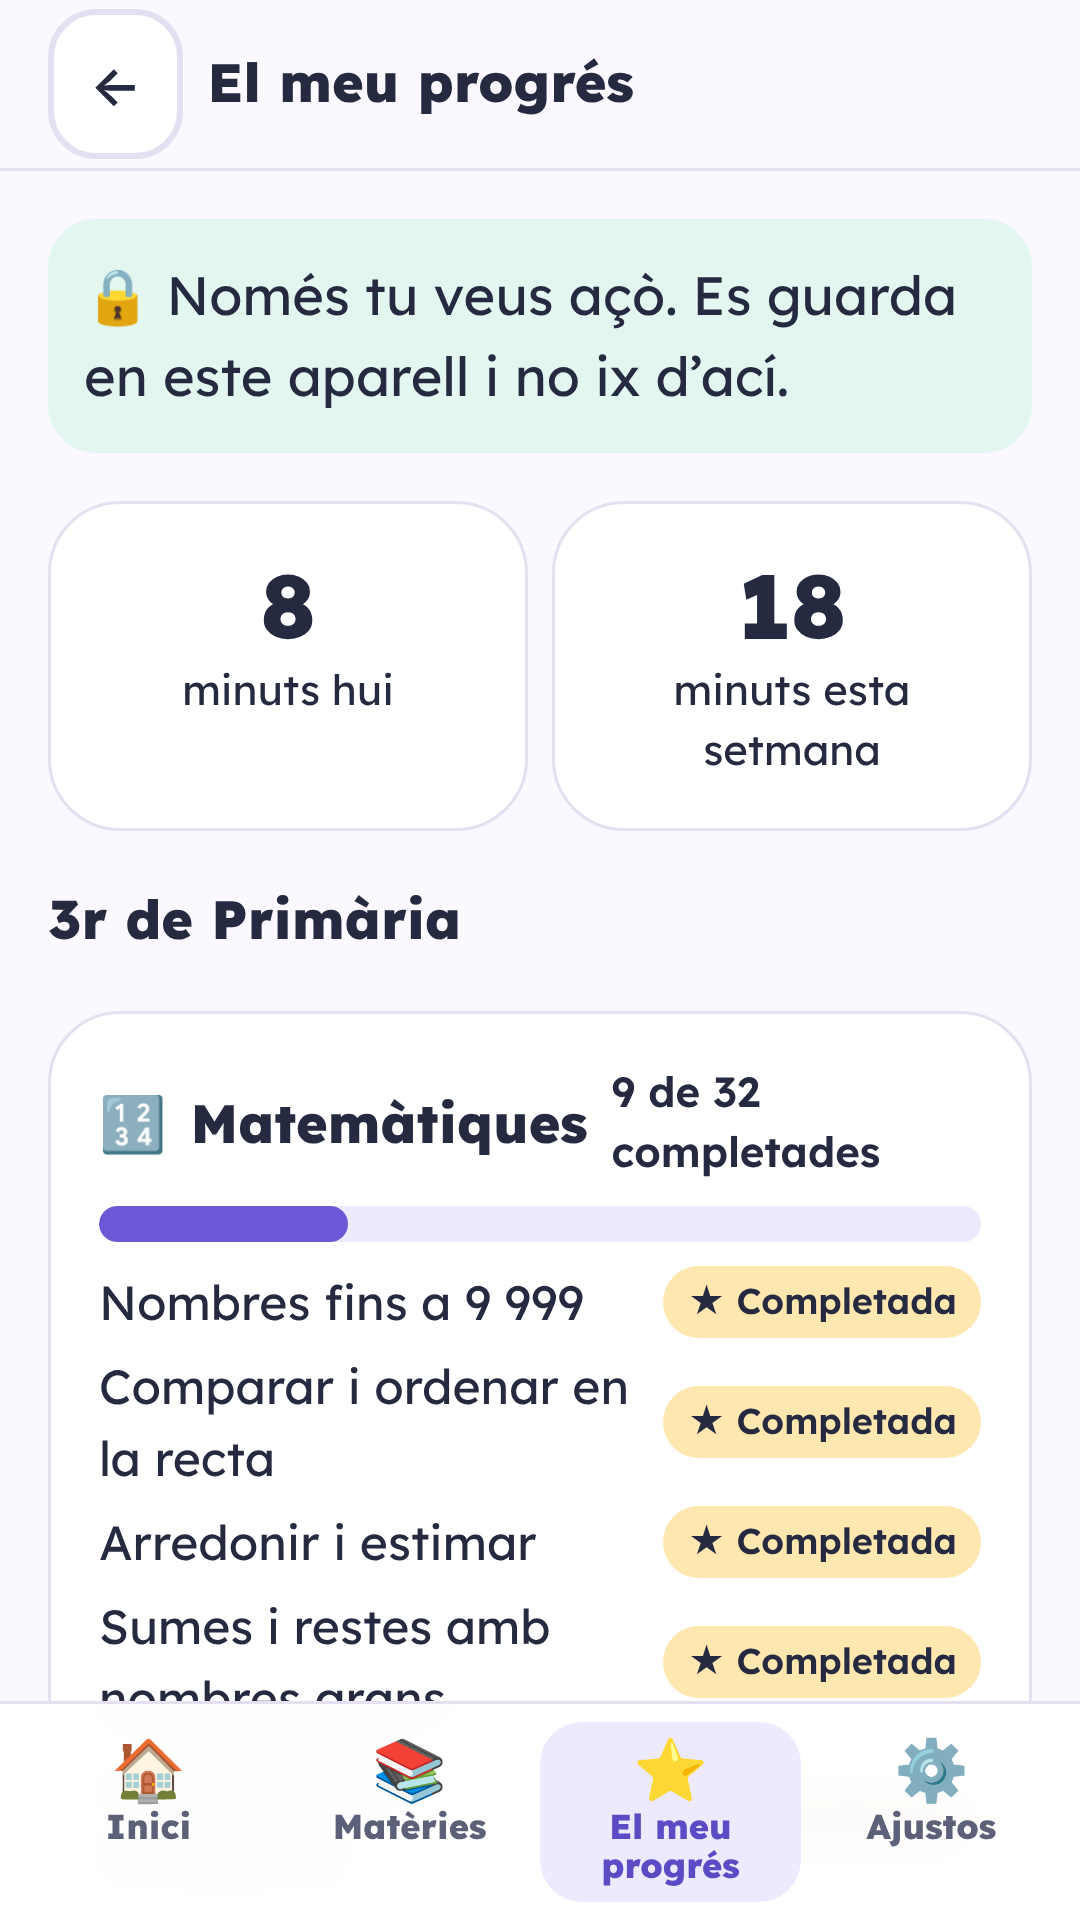 ← El meu progrés
🔒 Només tu veus açò. Es guarda
en este aparell i no ix d’ací.
8
minuts hui
18
minuts esta
setmana
3r de Primària
🔢 Matemàtiques
9 de 32
completades
Nombres fins a 9 999
★ Completada
Comparar i ordenar en
la recta
★ Completada
Arredonir i estimar
★ Completada
Sumes i restes amb
nombres grans
★ Completada
Inici
Matèries
El meu
progrés
Ajustos